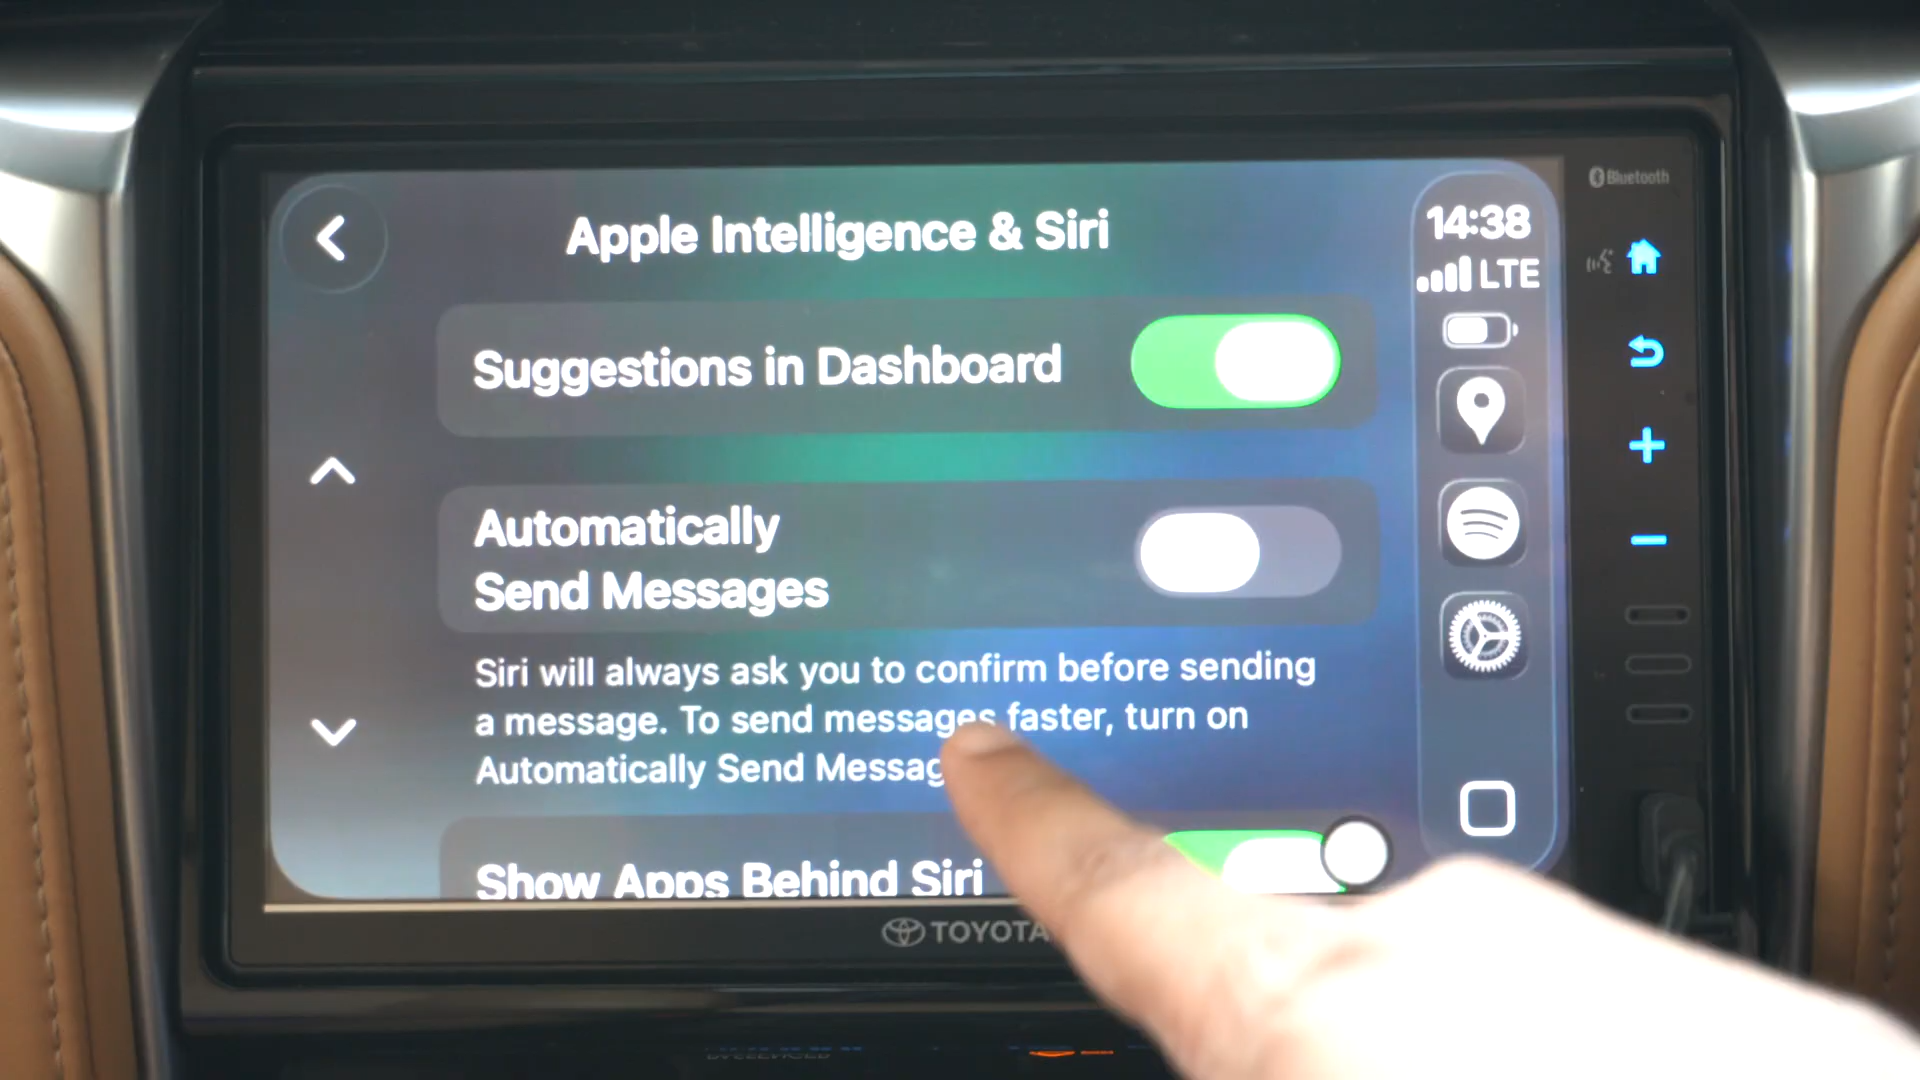 Bluetooth
Apple Intelligence & Siri
14:38
LTE
Suggestions in Dashboard
Automatically
Send Messages
Siri will always ask you to confirm before sending
a message. To send messages faster, turn on
Automatically Send
Show Apps Behind Siri
TOYOTA
PASSENGER